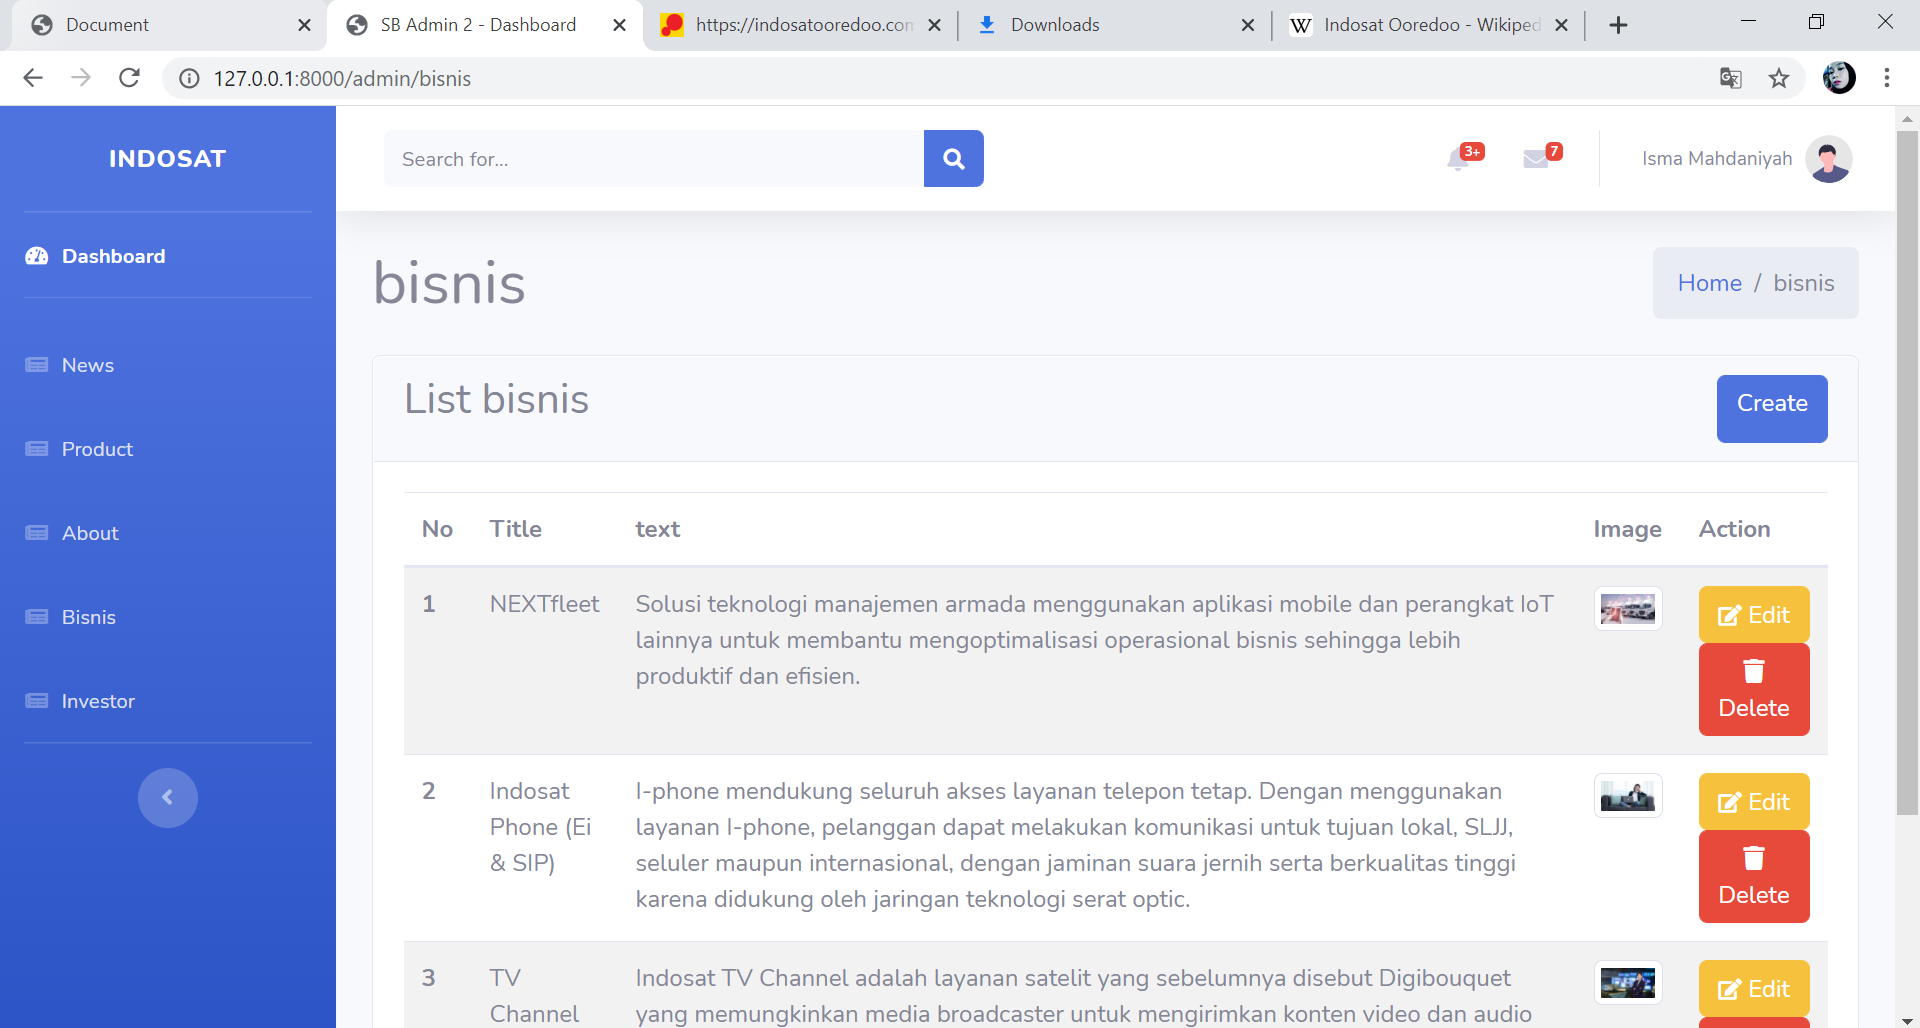 Document
SB Admin 2 - Dashboard
https://indosatooredoo.com
Downloads
Indosat Ooredoo - Wikiped
127.0.0.1:8000/admin/bisnis
INDOSAT
Search for...
3+
7
Isma Mahdaniyah
Dashboard
News
Product
About
Bisnis
Investor
bisnis
Home / bisnis
List bisnis
Create
No Title text Image Action
1 NEXTfleet Solusi teknologi manajemen armada menggunakan aplikasi mobile dan perangkat IoT
lainnya untuk membantu mengoptimalisasi operasional bisnis sehingga lebih
produktif dan efisien.
Edit
Delete
2 Indosat
Phone (Ei
& SIP)
I-phone mendukung seluruh akses layanan telepon tetap. Dengan menggunakan
layanan I-phone, pelanggan dapat melakukan komunikasi untuk tujuan lokal, SLJJ,
seluler maupun internasional, dengan jaminan suara jernih serta berkualitas tinggi
karena didukung oleh jaringan teknologi serat optic.
Edit
Delete
3 TV
Channel
Indosat TV Channel adalah layanan satelit yang sebelumnya disebut Digibouquet
yang memungkinkan media broadcaster untuk mengirimkan konten video dan audio
Edit